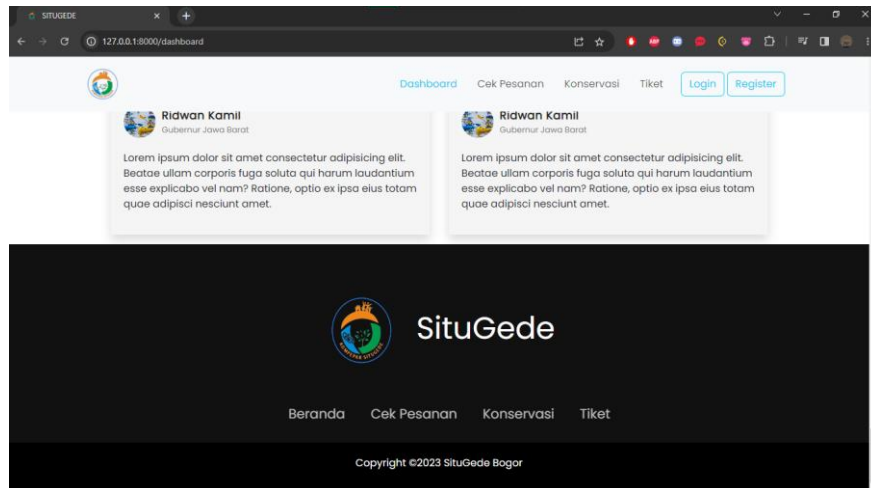 SITUGEDE
127.0.0.1:8000/dashboard
Dashboard Cek Pesanan Konservasi Tiket Login Register
Ridwan Kamil
Gubernur Jawa Barat
Lorem ipsum dolor sit amet consectetur adipisicing elit.
Beatae ullam corporis fuga soluta qui harum laudantium
esse explicabo vel nam? Ratione, optio ex ipsa eius totam
quae adipisci nesciunt amet.
Ridwan Kamil
Gubernur Jawa Barat
Lorem ipsum dolor sit amet consectetur adipisicing elit.
Beatae ullam corporis fuga soluta qui harum laudantium
esse explicabo vel nam? Ratione, optio ex ipsa eius totam
quae adipisci nesciunt amet.
SituGede
Beranda Cek Pesanan Konservasi Tiket
Copyright ©2023 SituGede Bogor